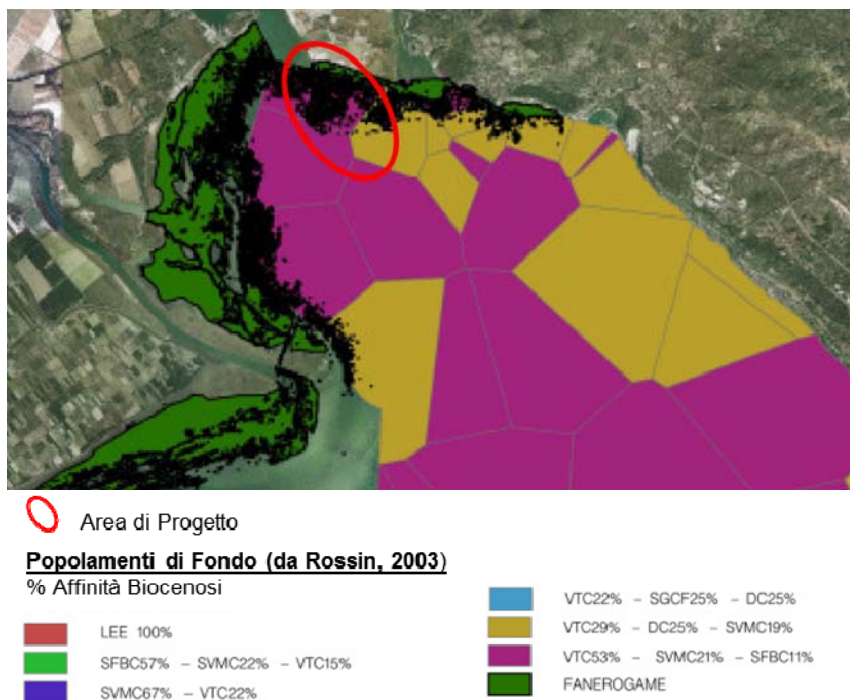 Area di Progetto
Popolamenti di Fondo (da Rossin, 2003)
% Affinità Biocenosi
LEE 100%
SFBC57% – SVMC22% – VTC15%
SVMC67% – VTC22%
VTC22% – SGCF25% – DC25%
VTC29% – DC25% – SVMC19%
VTC53% – SVMC21% – SFBC11%
FANEROGAME